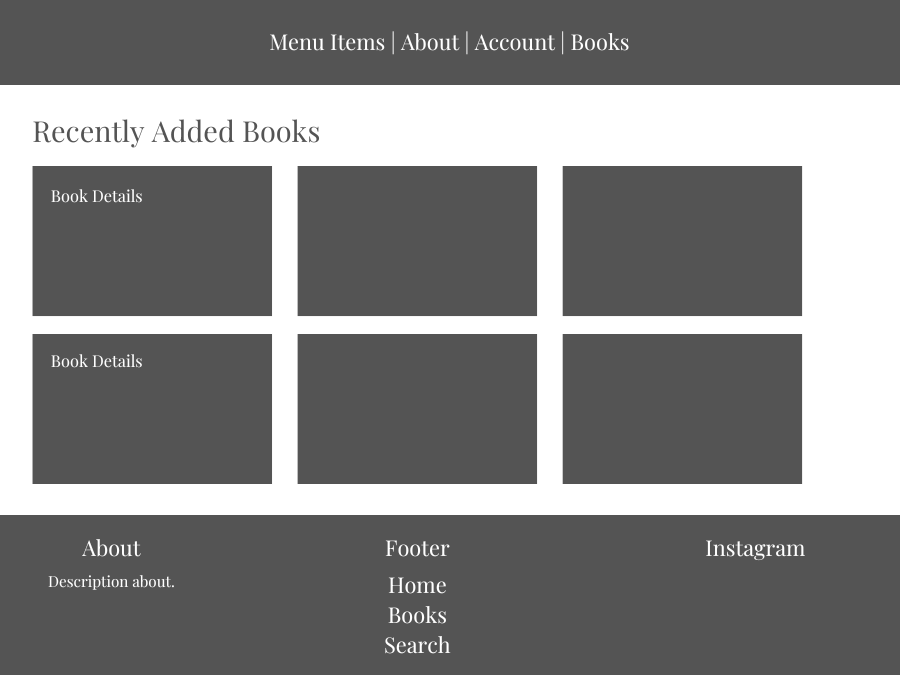 Menu Items | About | Account | Books
Recently Added Books
Book Details
Book Details
About
Description about.
Footer
Home
Books
Search
Instagram